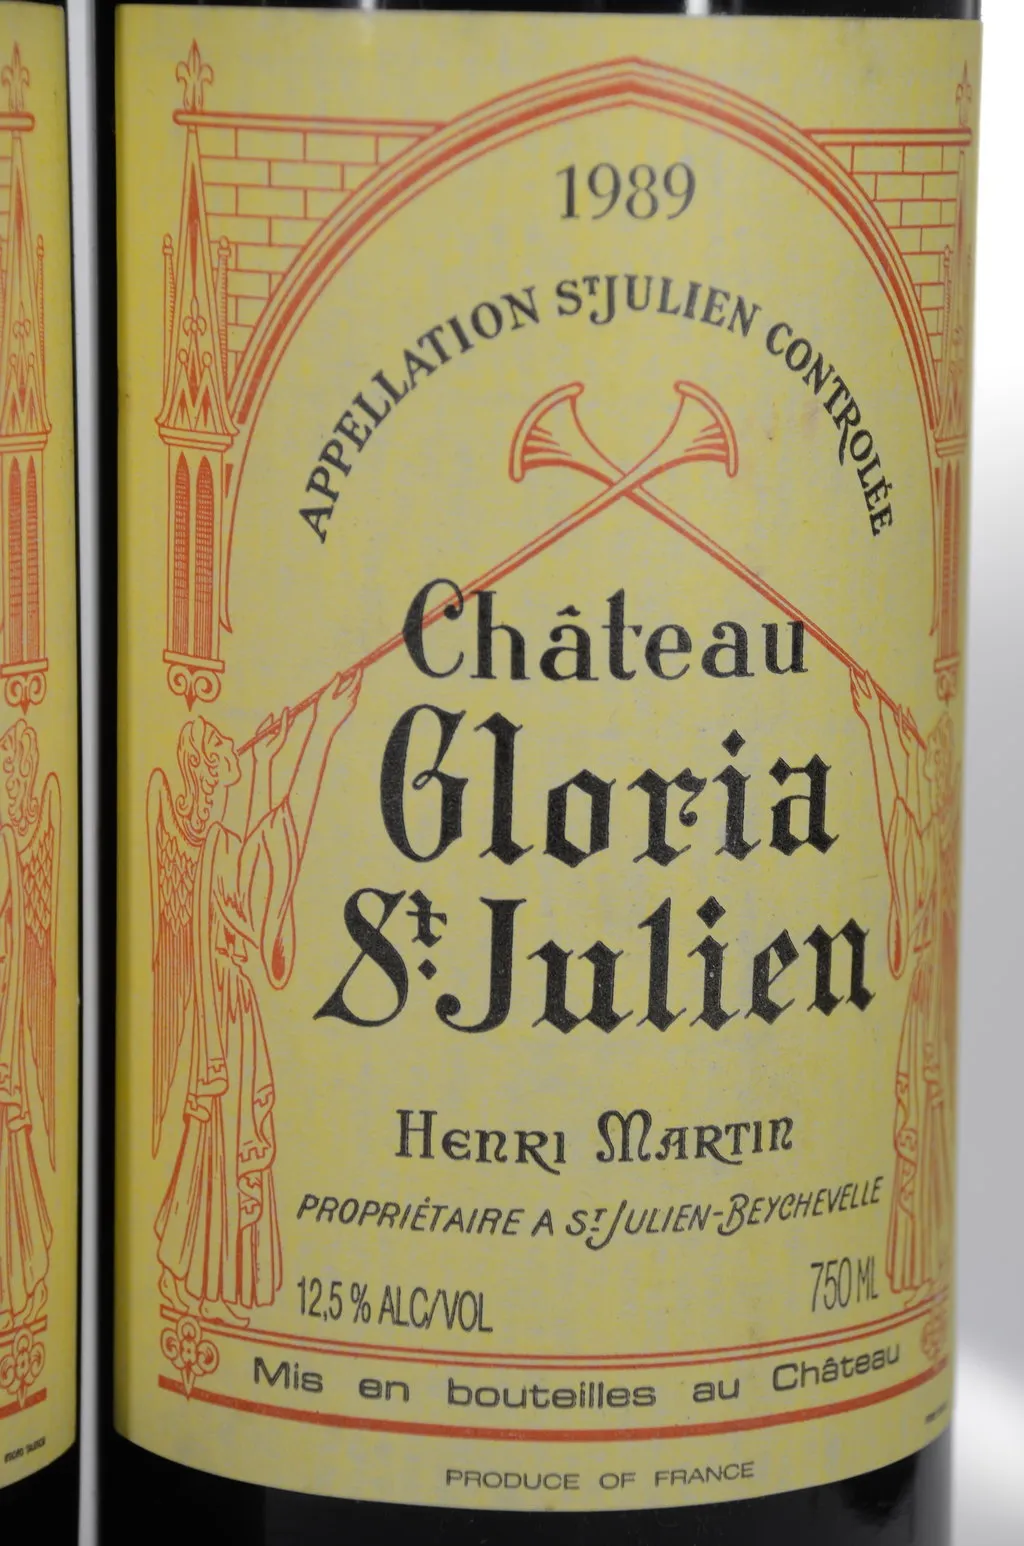 1989
APPELLATION ST JULIEN CONTROLÉE
Château
Gloria
St. Julien
HENRI MARTIN
PROPRIÉTAIRE A ST JULIEN-BEYCHEVELLE
12,5 % ALC/VOL
750 ML
Mis en bouteilles au Château
PRODUCE OF FRANCE